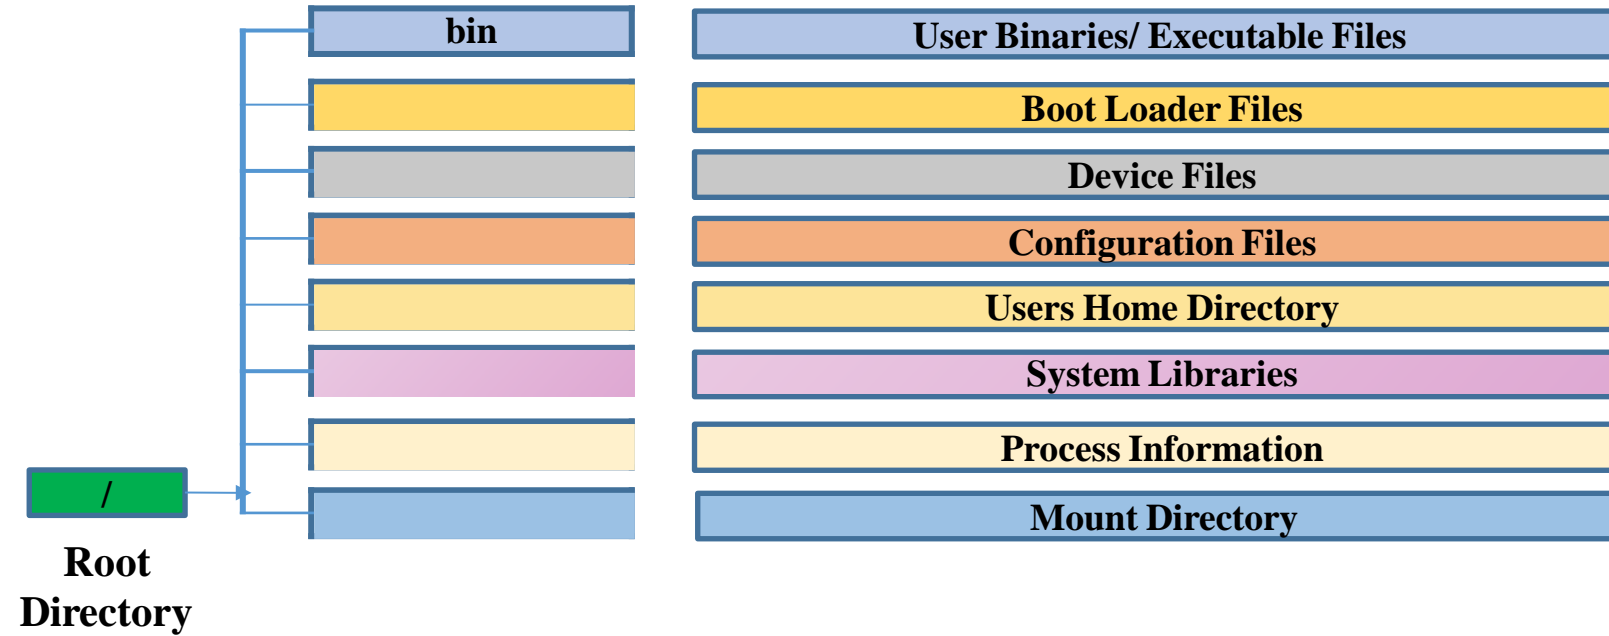 bin
User Binaries/ Executable Files
Boot Loader Files
Device Files
Configuration Files
Users Home Directory
System Libraries
Process Information
/
Mount Directory
Root
Directory